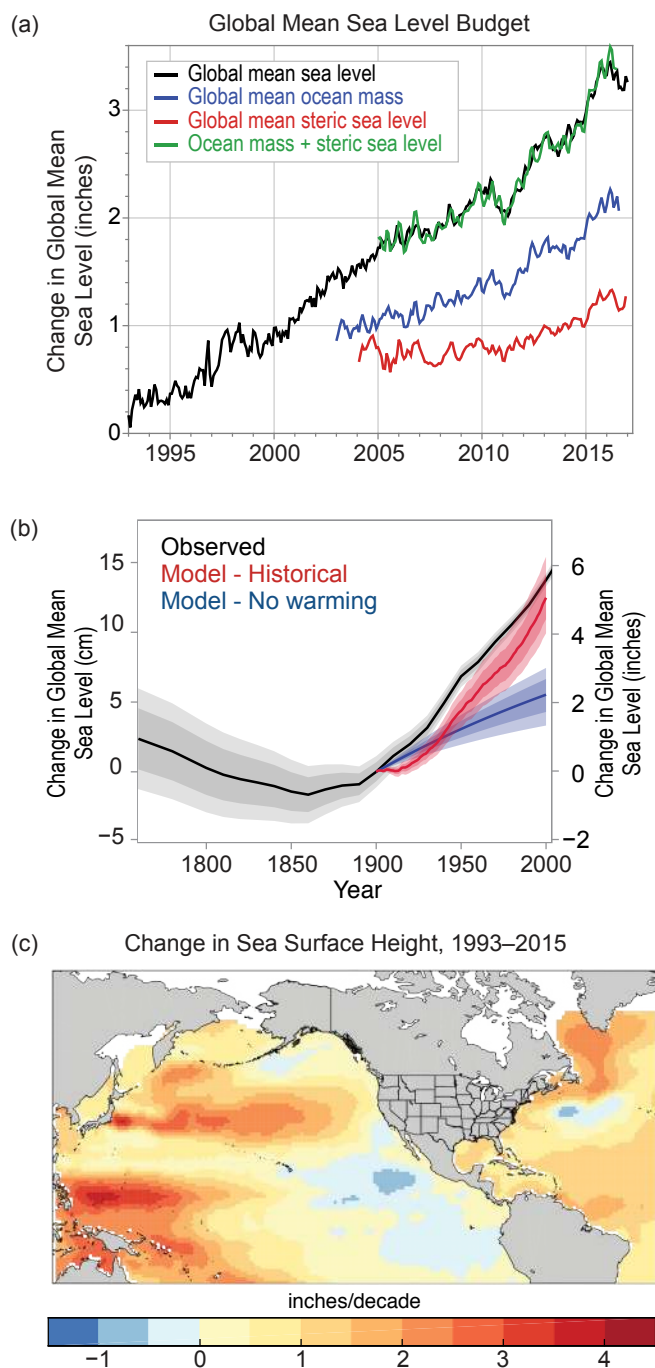 (a)
Global Mean Sea Level Budget
Change in Global Mean
Sea Level (inches)
Global mean sea level
Global mean ocean mass
Global mean steric sea level
Ocean mass + steric sea level
3
2
1
0
1995 2000 2005 2010 2015
(b)
Observed
Model - Historical
Model - No warming
Change in Global Mean
Sea Level (cm)
15
10
5
0
−5
6
4
2
0
−2
Change in Global Mean
Sea Level (inches)
1800 1850 1900 1950 2000
Year
(c)
Change in Sea Surface Height, 1993–2015
inches/decade
−1 0 1 2 3 4